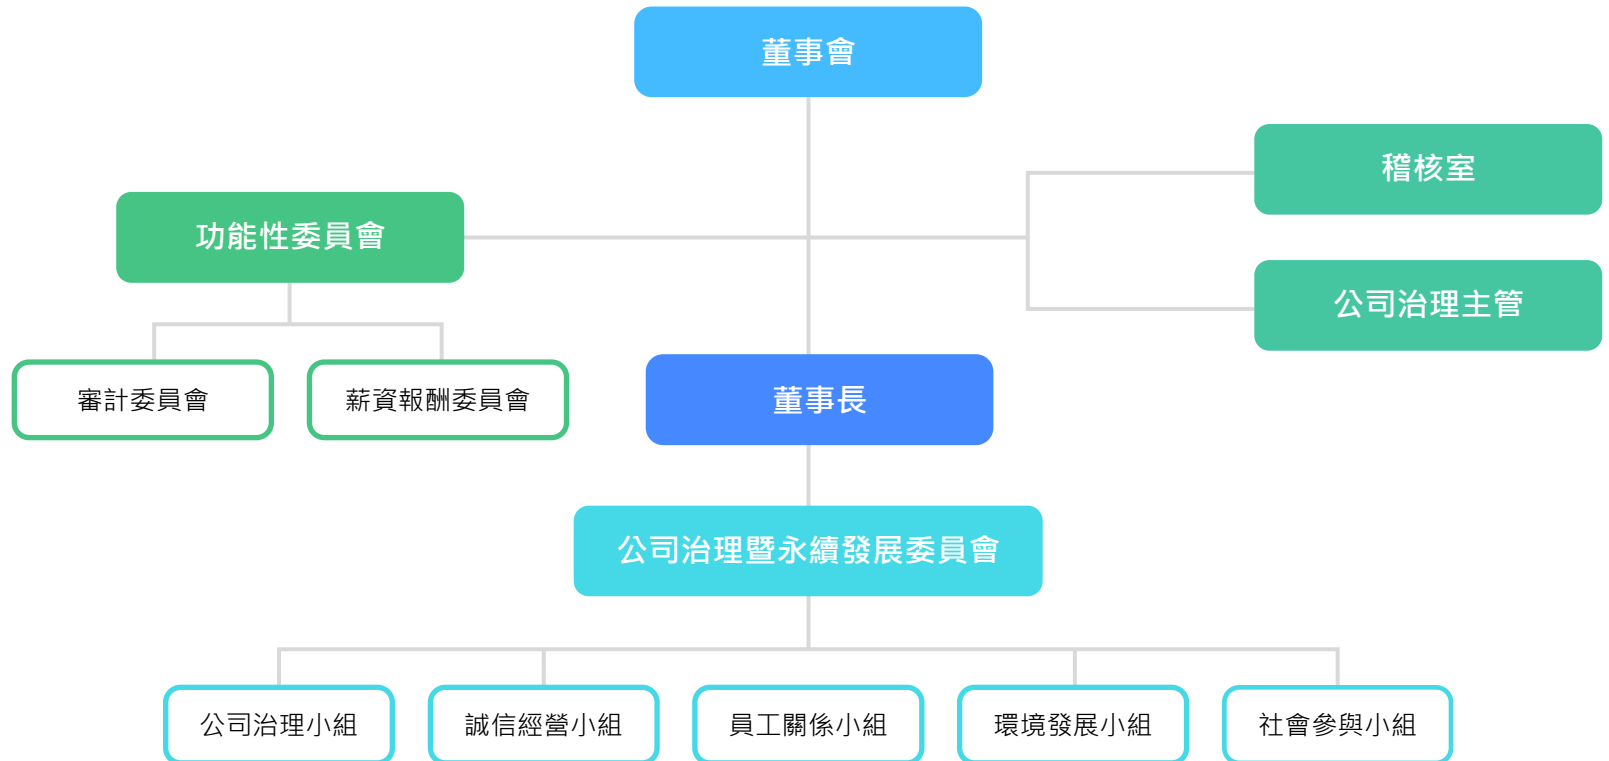 董事會
稽核室
功能性委員會
公司治理主管
審計委員會
薪資報酬委員會
董事長
公司治理暨永續發展委員會
公司治理小組
誠信經營小組
員工關係小組
環境發展小組
社會參與小組